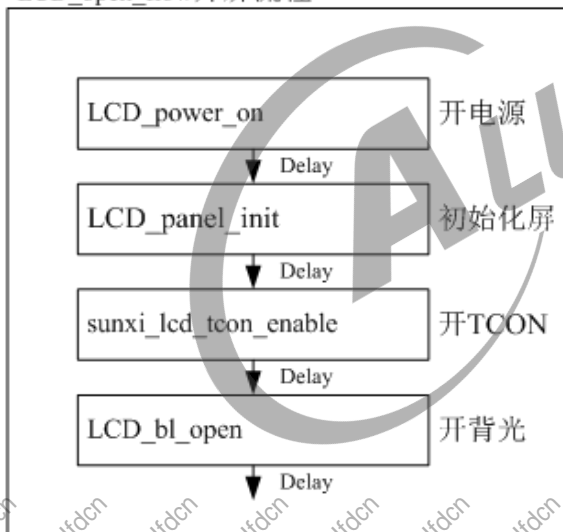 LCD_power_on 开电源
Delay
LCD_panel_init 初始化屏
Delay
sunxi_lcd_tcon_enable 开TCON
Delay
LCD_bl_open 开背光
Delay